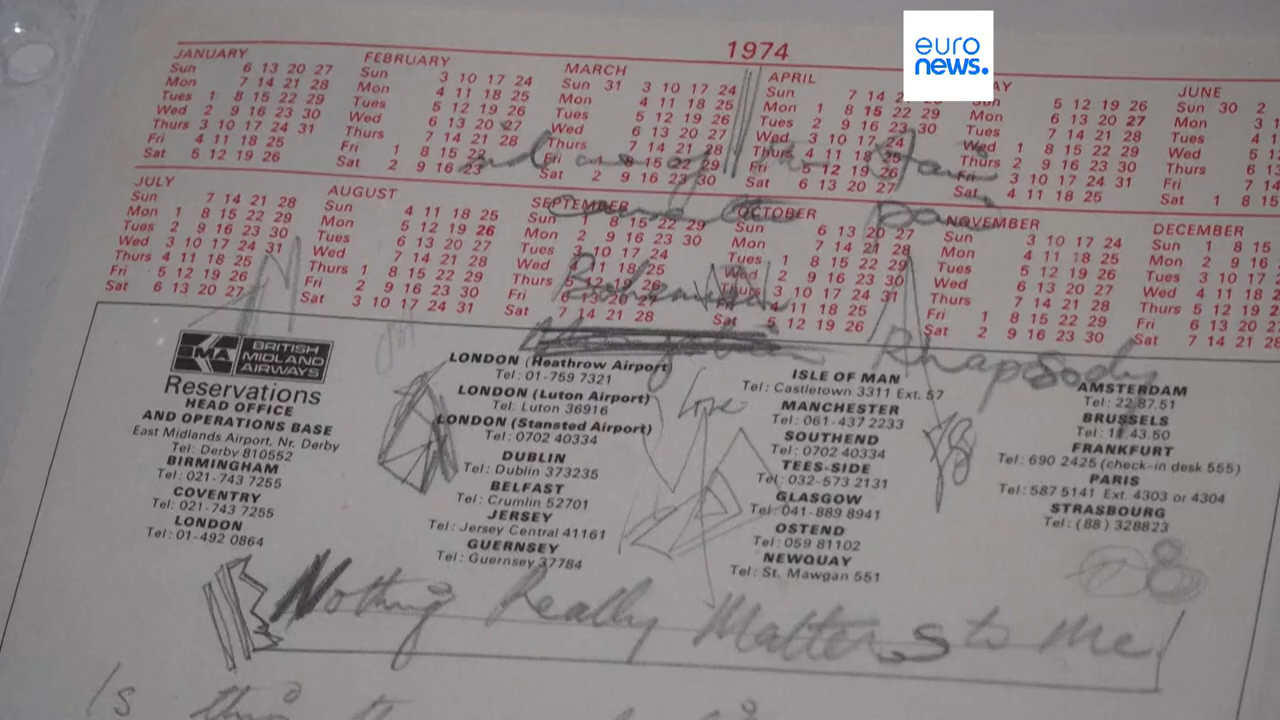 euro
news.
1974
JANUARY
Sun 6 13 20 27
Mon 7 14 21 28
Tues 1 8 15 22 29
Wed 2 9 16 23 30
Thurs 3 10 17 24 31
Fri 4 11 18 25
Sat 5 12 19 26
FEBRUARY
Sun 3 10 17 24
Mon 4 11 18 25
Tues 5 12 19 26
Wed 6 13 20 27
Thurs 7 14 21 28
Fri 1 8 15 22
Sat 2 9 16 23
MARCH
Sun 31 3 10 17 24
Mon 4 11 18 25
Tues 5 12 19 26
Wed 6 13 20 27
Thurs 7 14 21 28
Fri 1 8 15 22 29
Sat 2 9 16 23 30
APRIL
Sun 7 14
Mon 1 8 15 22 29
Tues 2 9 16 23 30
Wed 3 10 17 24
Thurs 4 11 18 25
Fri 5 12 19 26
Sat 6 13 20 27
AY
Sun 5 12 19 26
Mon 6 13 20 27
Tues 7 14 21 28
Wed 1 8 15 22 29
Thurs 2 9 16 23 30
Fri 3 10 17 24 31
Sat 4 11 18 25
JUNE
Sun 30 2
Mon 3
Tues 4
Wed
Thurs
Fri 7
Sat 1 8 15
JULY
Sun 7 14 21 28
Mon 1 8 15 22 29
Tues 2 9 16 23 30
Wed 3 10 17 24 31
Thurs 4 11 18 25
Fri 5 12 19 26
Sat 6 13 20 27
AUGUST
Sun 4 11 18 25
Mon 5 12 19 26
Tues 6 13 20 27
Wed 7 14 21 28
Thurs 1 8 15 22 29
Fri 2 9 16 23 30
Sat 3 10 17 24 31
SEPTEMBER
Sun 1 8 15 22 29
Mon 2 9 16 23 30
Tues 3 10 17 24
Wed 4 11 18 25
Thurs 5 12 19 26
Fri 6 13 20 27
Sat 7 14 21 28
OCTOBER
Sun 6 13 20 27
Mon 7 14 21 28
Tues 1 8 15 22 29
Wed 2 9 16 23 30
Thurs 3 10 17 24 31
Fri 4 11 18 25
Sat 5 12 19 26
NOVEMBER
Sun 3 10 17 24
Mon 4 11 18 25
Tues 5 12 19 26
Wed 6 13 20 27
Thurs 7 14 21 28
Fri 1 8 15 22 29
Sat 2 9 16 23 30
DECEMBER
Sun 1 8 15
Mon 2 9 16
Tues 3 10 17
Wed 4 11 18
Thurs 5 12 19
Fri 6 13 20
Sat 7 14 21 28
Bohemian
Rhapsody
BMA BRITISH
MIDLAND
AIRWAYS
Reservations
HEAD OFFICE
AND OPERATIONS BASE
East Midlands Airport, Nr. Derby
Tel: Derby 810552
BIRMINGHAM
Tel: 021-743 7255
COVENTRY
Tel: 021-743 7255
LONDON
Tel: 01-492 0864
LONDON (Heathrow Airport)
Tel: 01-759 7321
LONDON (Luton Airport)
Tel: Luton 36916
LONDON (Stansted Airport)
Tel: 0702 40334
DUBLIN
Tel: Dublin 373235
BELFAST
Tel: Crumlin 52701
JERSEY
Tel: Jersey Central 41161
GUERNSEY
Tel: Guernsey 37784
Love
ISLE OF MAN
Tel: Castletown 3311 Ext. 57
MANCHESTER
Tel: 061-437 2233
SOUTHEND
Tel: 0702 40334
TEES-SIDE
Tel: 032-573 2131
GLASGOW
Tel: 041-889 8941
OSTEND
Tel: 059 81102
NEWQUAY
Tel: St. Mawgan 551
AMSTERDAM
Tel: 22.87.51
BRUSSELS
Tel: 11.43.50
FRANKFURT
Tel: 690 2425 (check-in desk 555)
PARIS
Tel: 587 5141 Ext. 4303 or 4304
STRASBOURG
Tel: (88) 328823
Nothing Really Matters to Me
Is this the